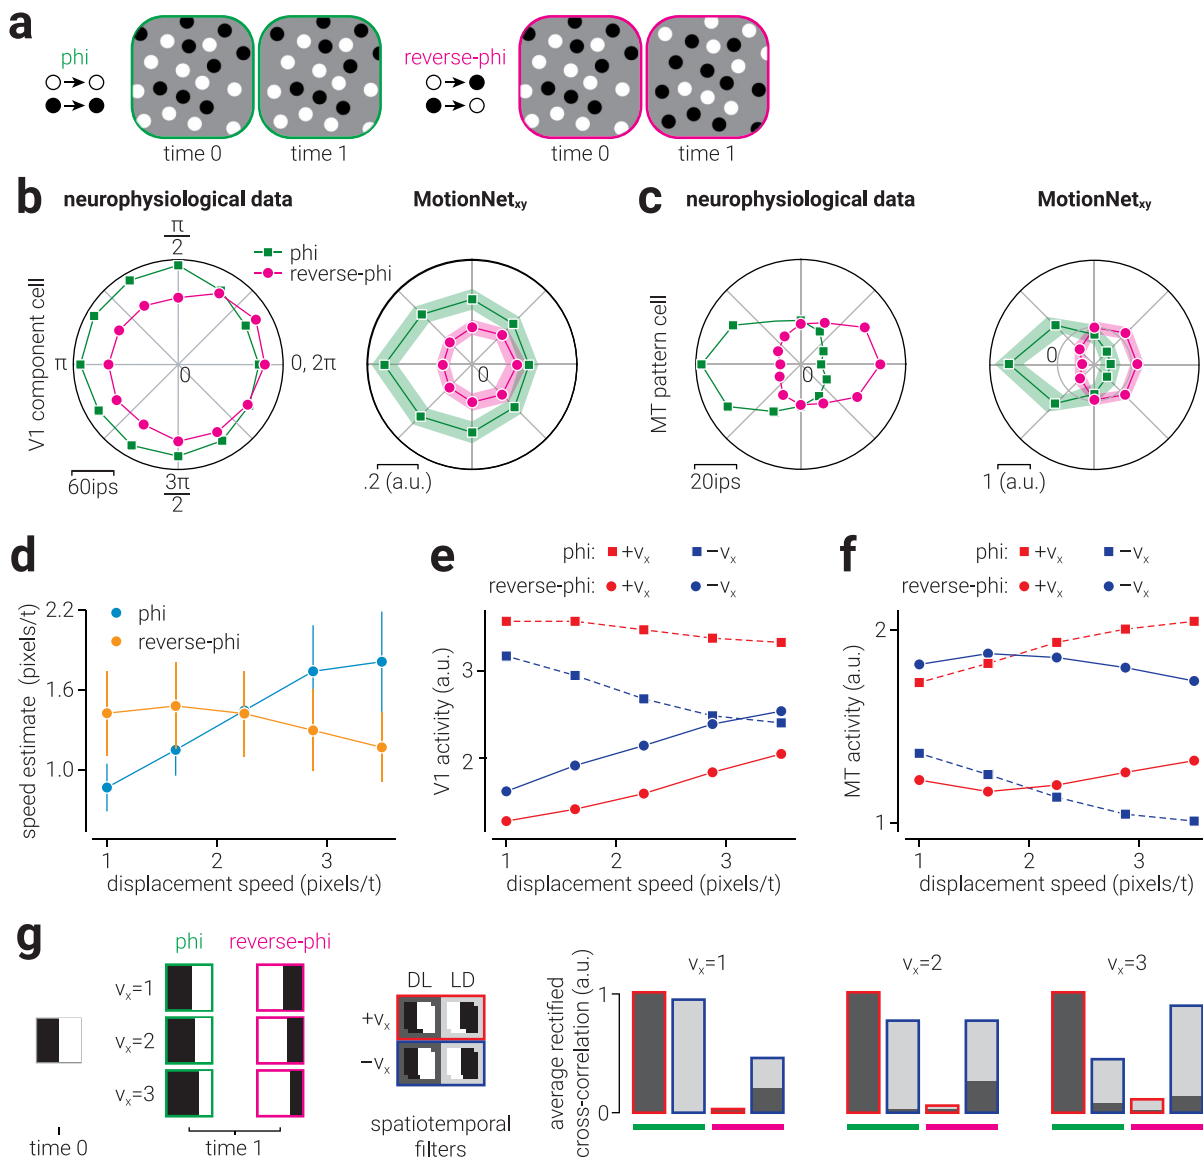 a
phi
reverse-phi
time 0
time 1
time 0
time 1
b
neurophysiological data
MotionNetxy
c
neurophysiological data
MotionNetxy
V1 component cell
π
2
phi
reverse-phi
π
0
0, 2π
3π
2
60ips
0
.2 (a.u.)
MT pattern cell
0
20ips
0
1 (a.u.)
d
speed estimate (pixels/t)
2.2
1.6
1.0
phi
reverse-phi
1
2
3
displacement speed (pixels/t)
e
phi: +vx −vx
reverse-phi: +vx −vx
V1 activity (a.u.)
3
2
1
2
3
displacement speed (pixels/t)
f
phi: +vx −vx
reverse-phi: +vx −vx
MT activity (a.u.)
2
1
1
2
3
displacement speed (pixels/t)
g
phi
reverse-phi
vx=1
vx=2
vx=3
time 0
time 1
DL LD
+vx
−vx
spatiotemporal
filters
average rectified
cross-correlation (a.u.)
1
0
vx=1
vx=2
vx=3